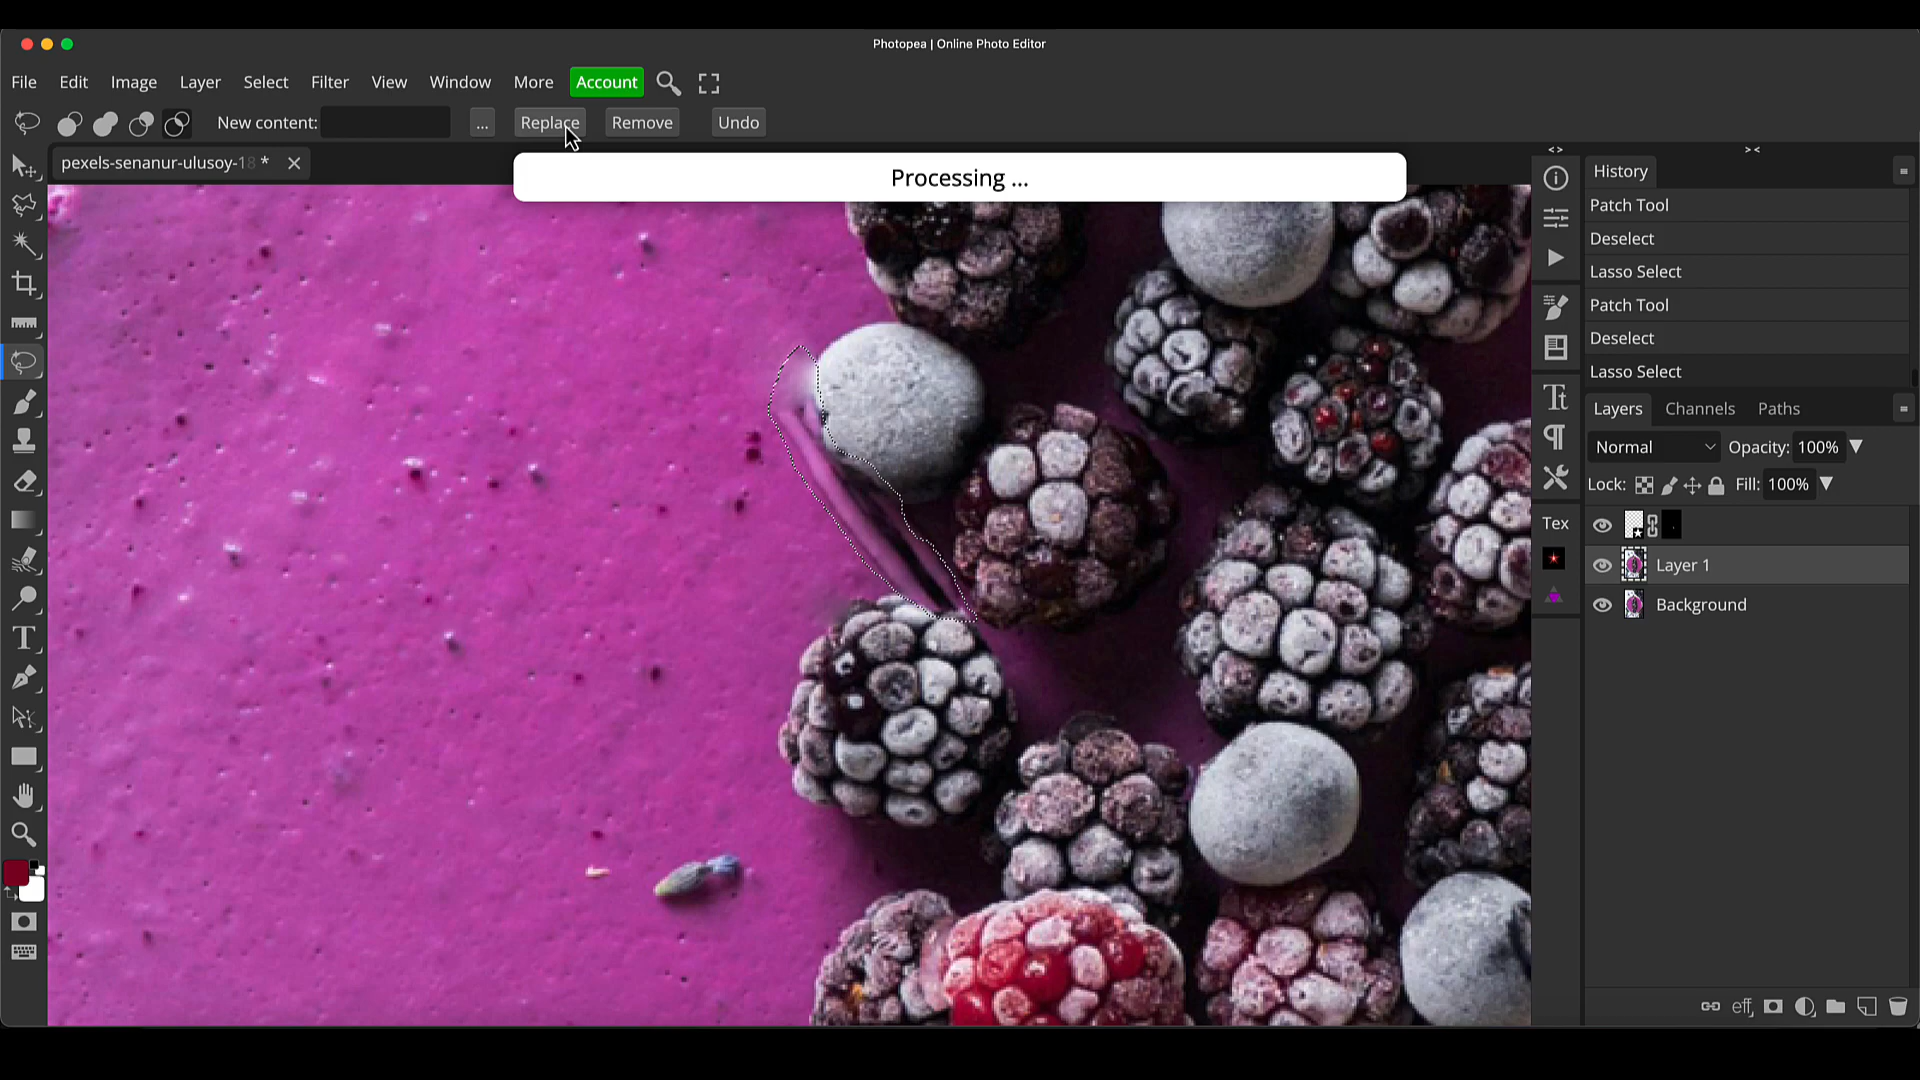 Photopea | Online Photo Editor
File Edit Image Layer Select Filter View Window More Account
New content: ... Replace Remove Undo
pexels-senanur-ulusoy-18 *
Processing ...
History
Patch Tool
Deselect
Lasso Select
Patch Tool
Deselect
Lasso Select
Layers Channels Paths
Normal Opacity: 100%
Lock: Fill: 100%
Tex
Layer 1
Background
eff